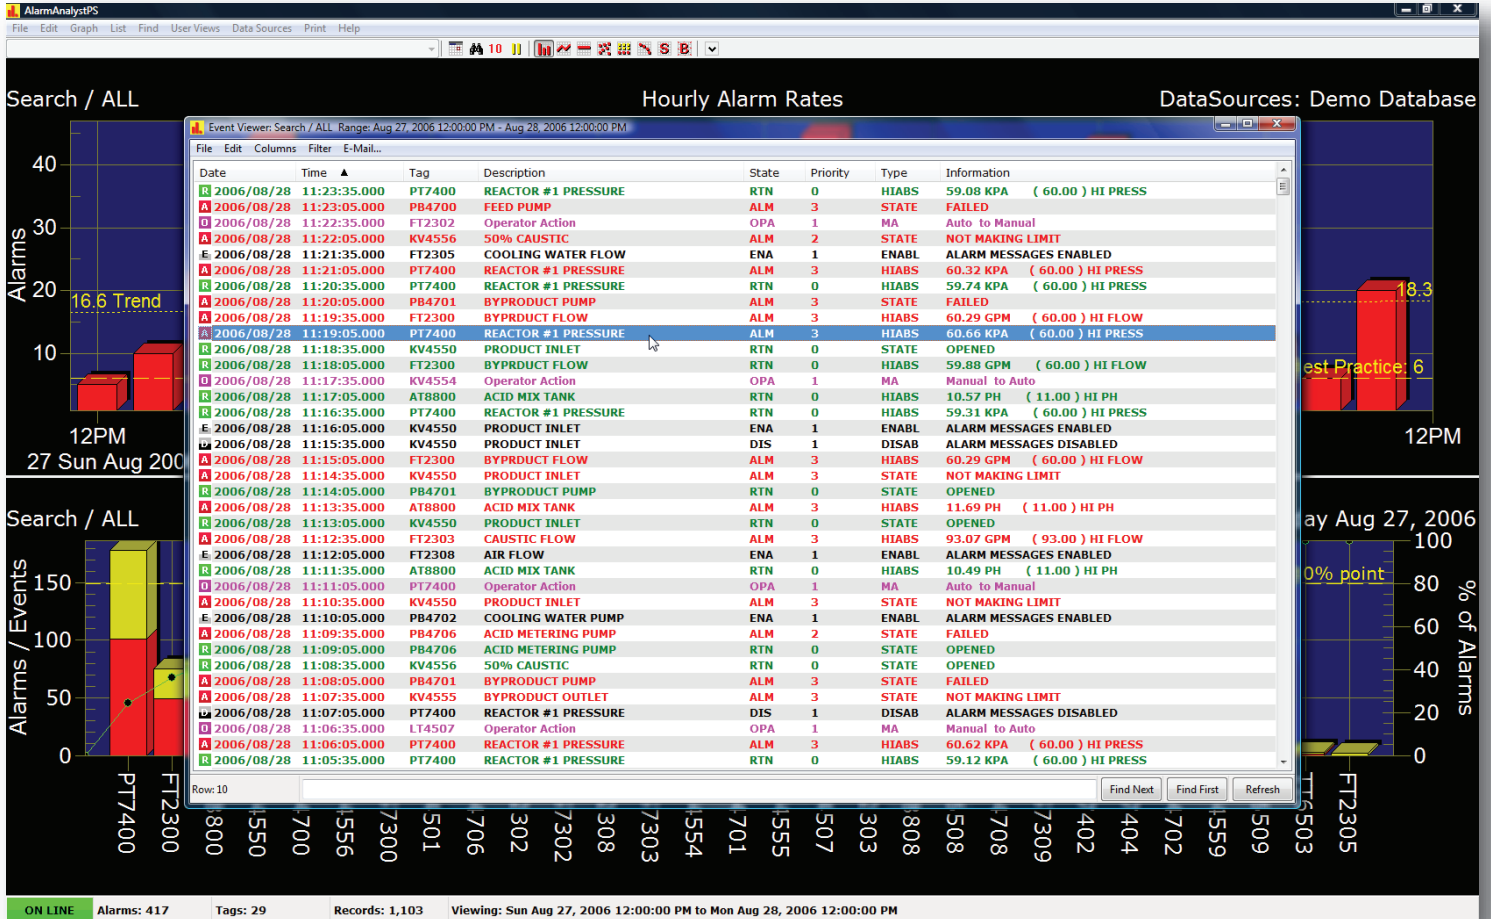 AlarmAnalystPS
File Edit Graph List Find User Views Data Sources Print Help
10 S B
Search / ALL Hourly Alarm Rates DataSources: Demo Database
Event Viewer: Search / ALL Range: Aug 27, 2006 12:00:00 PM - Aug 28, 2006 12:00:00 PM
File Edit Columns Filter E-Mail...
Date Time Tag Description State Priority Type Information
R 2006/08/28 11:23:35.000 PT7400 REACTOR #1 PRESSURE RTN 0 HIABS 59.08 KPA ( 60.00 ) HI PRESS
A 2006/08/28 11:23:05.000 PB4700 FEED PUMP ALM 3 STATE FAILED
O 2006/08/28 11:22:35.000 FT2302 Operator Action OPA 1 MA Auto to Manual
A 2006/08/28 11:22:05.000 KV4556 50% CAUSTIC ALM 2 STATE NOT MAKING LIMIT
E 2006/08/28 11:21:35.000 FT2305 COOLING WATER FLOW ENA 1 ENABL ALARM MESSAGES ENABLED
A 2006/08/28 11:21:05.000 PT7400 REACTOR #1 PRESSURE ALM 3 HIABS 60.32 KPA ( 60.00 ) HI PRESS
R 2006/08/28 11:20:35.000 PT7400 REACTOR #1 PRESSURE RTN 0 HIABS 59.74 KPA ( 60.00 ) HI PRESS
A 2006/08/28 11:20:05.000 PB4701 BYPRODUCT PUMP ALM 3 STATE FAILED
A 2006/08/28 11:19:35.000 FT2300 BYPRDUCT FLOW ALM 3 HIABS 60.29 GPM ( 60.00 ) HI FLOW
A 2006/08/28 11:19:05.000 PT7400 REACTOR #1 PRESSURE ALM 3 HIABS 60.66 KPA ( 60.00 ) HI PRESS
R 2006/08/28 11:18:35.000 KV4550 PRODUCT INLET RTN 0 STATE OPENED
R 2006/08/28 11:18:05.000 FT2300 BYPRDUCT FLOW RTN 0 HIABS 59.88 GPM ( 60.00 ) HI FLOW
O 2006/08/28 11:17:35.000 KV4554 Operator Action OPA 1 MA Manual to Auto
R 2006/08/28 11:17:05.000 AT8800 ACID MIX TANK RTN 0 HIABS 10.57 PH ( 11.00 ) HI PH
R 2006/08/28 11:16:35.000 PT7400 REACTOR #1 PRESSURE RTN 0 HIABS 59.31 KPA ( 60.00 ) HI PRESS
E 2006/08/28 11:16:05.000 KV4550 PRODUCT INLET ENA 1 ENABL ALARM MESSAGES ENABLED
D 2006/08/28 11:15:35.000 KV4550 PRODUCT INLET DIS 1 DISAB ALARM MESSAGES DISABLED
A 2006/08/28 11:15:05.000 FT2300 BYPRDUCT FLOW ALM 3 HIABS 60.29 GPM ( 60.00 ) HI FLOW
A 2006/08/28 11:14:35.000 KV4550 PRODUCT INLET ALM 3 STATE NOT MAKING LIMIT
R 2006/08/28 11:14:05.000 PB4701 BYPRODUCT PUMP RTN 0 STATE OPENED
A 2006/08/28 11:13:35.000 AT8800 ACID MIX TANK ALM 3 HIABS 11.69 PH ( 11.00 ) HI PH
R 2006/08/28 11:13:05.000 KV4550 PRODUCT INLET RTN 0 STATE OPENED
A 2006/08/28 11:12:35.000 FT2303 CAUSTIC FLOW ALM 3 HIABS 93.07 GPM ( 93.00 ) HI FLOW
E 2006/08/28 11:12:05.000 FT2308 AIR FLOW ENA 1 ENABL ALARM MESSAGES ENABLED
R 2006/08/28 11:11:35.000 AT8800 ACID MIX TANK RTN 0 HIABS 10.49 PH ( 11.00 ) HI PH
O 2006/08/28 11:11:05.000 PT7400 Operator Action OPA 1 MA Auto to Manual
A 2006/08/28 11:10:35.000 KV4550 PRODUCT INLET ALM 3 STATE NOT MAKING LIMIT
E 2006/08/28 11:10:05.000 PB4702 COOLING WATER PUMP ENA 1 ENABL ALARM MESSAGES ENABLED
A 2006/08/28 11:09:35.000 PB4706 ACID METERING PUMP ALM 2 STATE FAILED
R 2006/08/28 11:09:05.000 PB4706 ACID METERING PUMP RTN 0 STATE OPENED
R 2006/08/28 11:08:35.000 KV4556 50% CAUSTIC RTN 0 STATE OPENED
A 2006/08/28 11:08:05.000 PB4701 BYPRODUCT PUMP ALM 3 STATE FAILED
A 2006/08/28 11:07:35.000 KV4555 BYPRODUCT OUTLET ALM 3 STATE NOT MAKING LIMIT
D 2006/08/28 11:07:05.000 PT7400 REACTOR #1 PRESSURE DIS 1 DISAB ALARM MESSAGES DISABLED
O 2006/08/28 11:06:35.000 LT4507 Operator Action OPA 1 MA Manual to Auto
A 2006/08/28 11:06:05.000 PT7400 REACTOR #1 PRESSURE ALM 3 HIABS 60.62 KPA ( 60.00 ) HI PRESS
R 2006/08/28 11:05:35.000 PT7400 REACTOR #1 PRESSURE RTN 0 HIABS 59.12 KPA ( 60.00 ) HI PRESS
Row: 10 Find Next Find First Refresh
40
30
20
10
Alarms
16.6 Trend
12PM
27 Sun Aug 200
18.3
est Practice: 6
12PM
Search / ALL
ay Aug 27, 2006
150
100
50
0
Alarms / Events
0% point
100
80
60
40
20
0
% of Alarms
PT7400
FT2300
8800
4550
700
556
7300
501
706
302
7302
308
7303
4554
701
4555
507
303
8808
508
708
7309
402
404
702
4559
509
TT6503
FT2305
ON LINE Alarms: 417 Tags: 29 Records: 1,103 Viewing: Sun Aug 27, 2006 12:00:00 PM to Mon Aug 28, 2006 12:00:00 PM